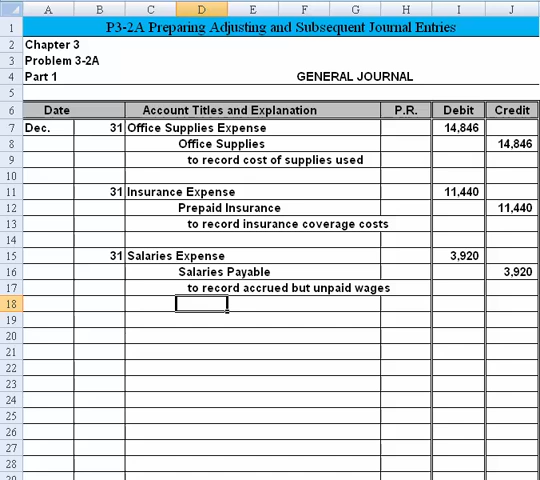 A B C D E F G H I J
1 P3-2A Preparing Adjusting and Subsequent Journal Entries
2 Chapter 3
3 Problem 3-2A
4 Part 1 GENERAL JOURNAL
5
6 Date Account Titles and Explanation P.R. Debit Credit
7 Dec. 31 Office Supplies Expense 14,846
8 Office Supplies 14,846
9 to record cost of supplies used
10
11 31 Insurance Expense 11,440
12 Prepaid Insurance 11,440
13 to record insurance coverage costs
14
15 31 Salaries Expense 3,920
16 Salaries Payable 3,920
17 to record accrued but unpaid wages
18
19
20
21
22
23
24
25
26
27
28